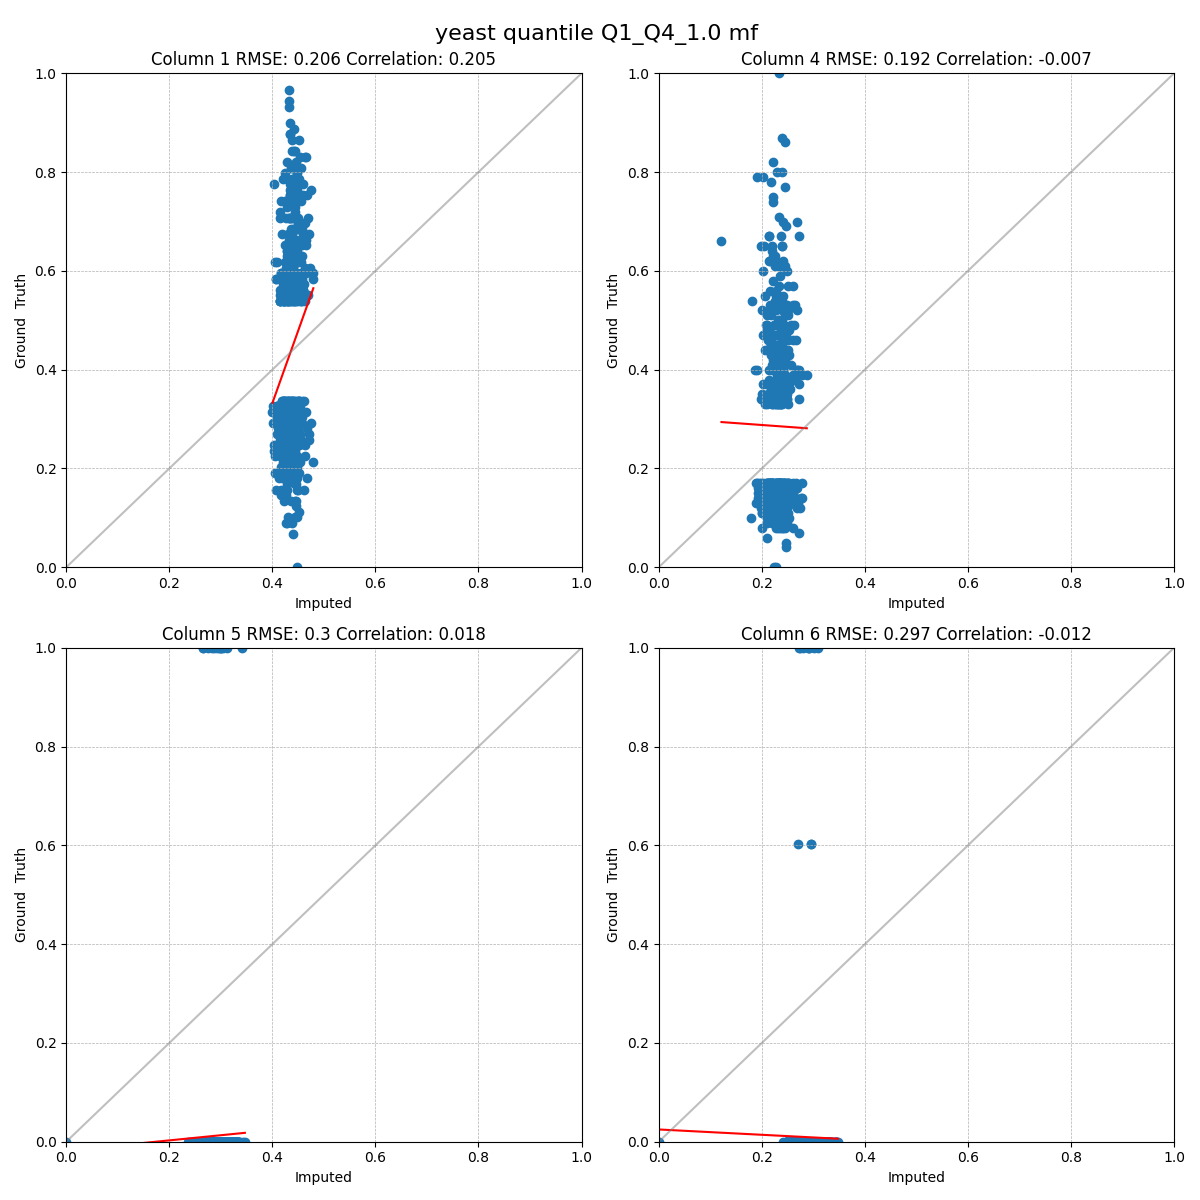 yeast quantile Q1_Q4_1.0 mf
Column 1 RMSE: 0.206 Correlation: 0.205
1.0
0.8
0.6
0.4
0.2
0.0
Ground Truth
0.0 0.2 0.4 0.6 0.8 1.0
Imputed
Column 4 RMSE: 0.192 Correlation: -0.007
1.0
0.8
0.6
0.4
0.2
0.0
Ground Truth
0.0 0.2 0.4 0.6 0.8 1.0
Imputed
Column 5 RMSE: 0.3 Correlation: 0.018
1.0
0.8
0.6
0.4
0.2
0.0
Ground Truth
0.0 0.2 0.4 0.6 0.8 1.0
Imputed
Column 6 RMSE: 0.297 Correlation: -0.012
1.0
0.8
0.6
0.4
0.2
0.0
Ground Truth
0.0 0.2 0.4 0.6 0.8 1.0
Imputed